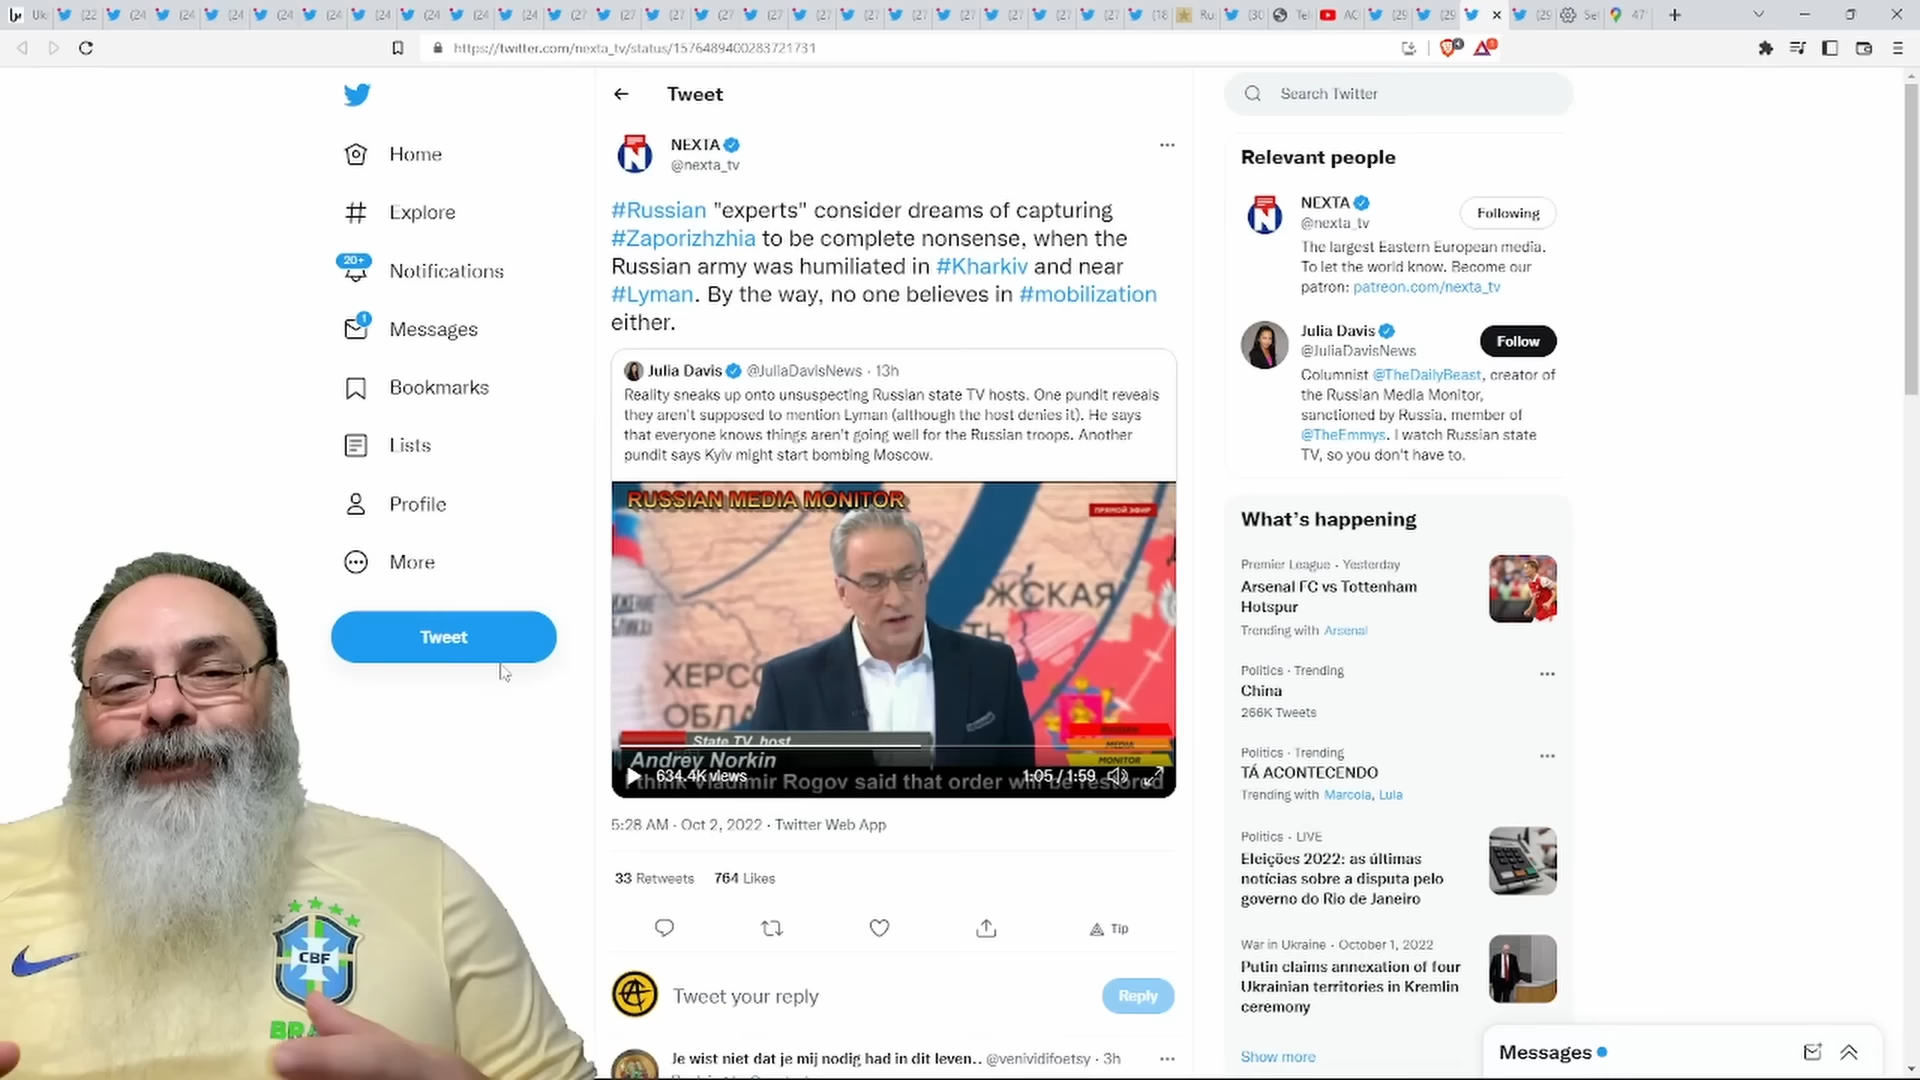 https://twitter.com/nexta_tv/status/1576489400283721731
Home
Explore
20+
Notifications
1
Messages
Bookmarks
Lists
Profile
More
Tweet
Tweet
NEXTA
@nexta_tv
#Russian "experts" consider dreams of capturing
#Zaporizhzhia to be complete nonsense, when the
Russian army was humiliated in #Kharkiv and near
#Lyman. By the way, no one believes in #mobilization
either.
Julia Davis @JuliaDavisNews · 13h
Reality sneaks up onto unsuspecting Russian state TV hosts. One pundit reveals
they aren't supposed to mention Lyman (although the host denies it). He says
that everyone knows things aren't going well for the Russian troops. Another
pundit says Kyiv might start bombing Moscow.
RUSSIAN MEDIA MONITOR
ПРЯМОЙ ЭФИР
ЖСКАЯ
ТЬ
ХЕРСО
ОБЛА
State TV host
Andrey Norkin
MEDIA
MONITOR
634.4K views
1:05 / 1:59
I think Vladimir Rogov said that order will be restored
5:28 AM · Oct 2, 2022 · Twitter Web App
33 Retweets 764 Likes
Tip
Tweet your reply
Reply
Je wist niet dat je mij nodig had in dit leven.. @venividifoetsy · 3h
Search Twitter
Relevant people
NEXTA
@nexta_tv
Following
The largest Eastern European media.
To let the world know. Become our
patron: patreon.com/nexta_tv
Julia Davis
@JuliaDavisNews
Follow
Columnist @TheDailyBeast, creator of
the Russian Media Monitor,
sanctioned by Russia, member of
@TheEmmys. I watch Russian state
TV, so you don't have to.
What's happening
Premier League · Yesterday
Arsenal FC vs Tottenham
Hotspur
Trending with Arsenal
Politics · Trending
China
266K Tweets
Politics · Trending
TÁ ACONTECENDO
Trending with Marcola, Lula
Politics · LIVE
Eleições 2022: as últimas
notícias sobre a disputa pelo
governo do Rio de Janeiro
War in Ukraine · October 1, 2022
Putin claims annexation of four
Ukrainian territories in Kremlin
ceremony
Show more
Messages
CBF
BRA